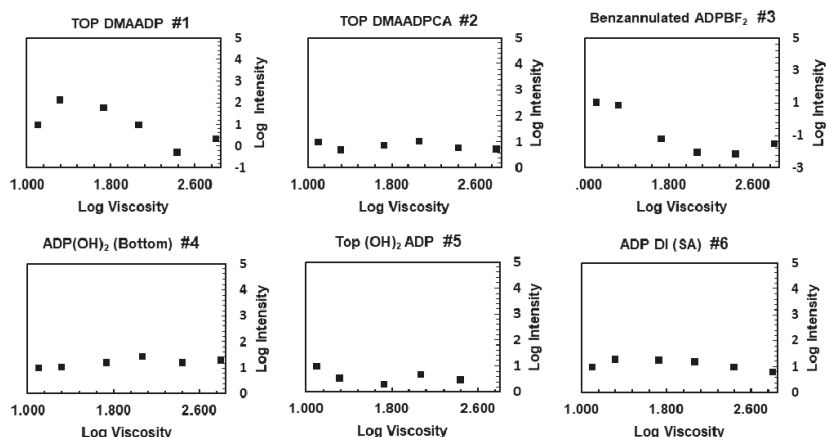 TOP DMAADP #1
5
4
3
2
1
0
-1
Log Intensity
1.000 1.800 2.600
Log Viscosity
TOP DMAADPCA #2
5
4
3
2
1
0
Log Intensity
1.000 1.800 2.600
Log Viscosity
Benzannulated ADPBF₂ #3
5
1
-1
-3
Log Intensity
.000 1.800 2.600
Log Viscosity
ADP(OH)₂ (Bottom) #4
5
4
3
2
1
0
Log Intensity
1.000 1.800 2.600
Log Viscosity
Top (OH)₂ ADP #5
5
4
3
2
1
0
Log Intensity
1.000 1.800 2.600
Log Viscosity
ADP DI (SA) #6
5
4
3
2
1
0
Log Intensity
1.000 1.800 2.600
Log Viscosity